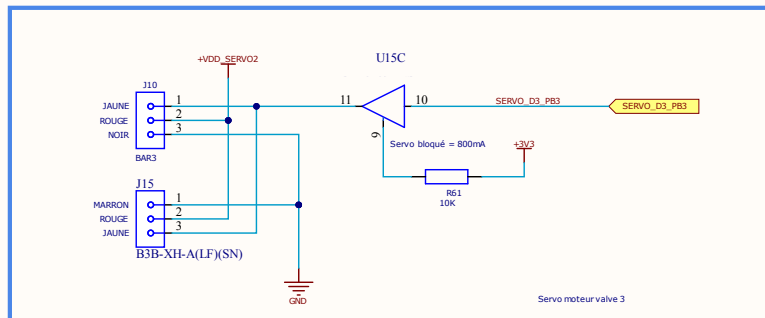 U15C
+VDD_SERVO2
J10
JAUNE 1 11 10 SERVO_D3_PB3 SERVO_D3_PB3
ROUGE 2
NOIR 3 9 Servo bloqué = 800mA +3V3
BAR3
J15
R61
MARRON 1 10K
ROUGE 2
JAUNE 3
B3B-XH-A(LF)(SN)
GND
Servo moteur valve 3